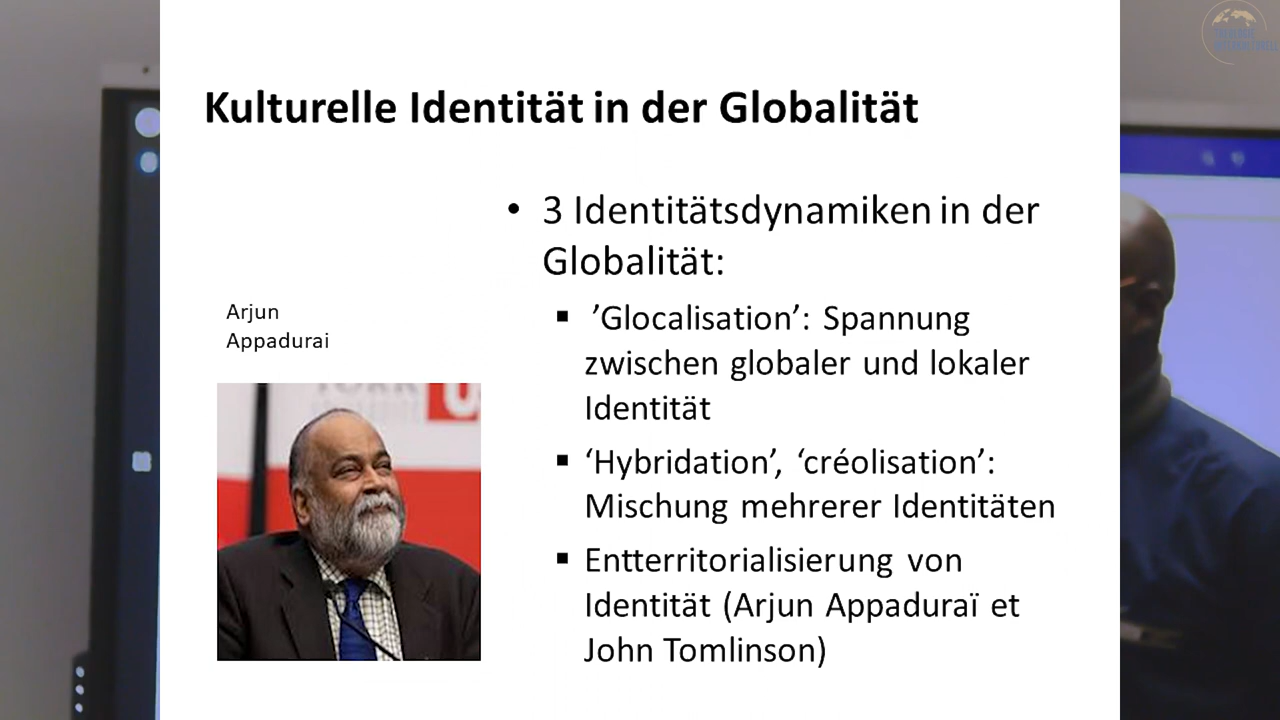 Kulturelle Identität in der Globalität
• 3 Identitätsdynamiken in der
Globalität:
Arjun
Appadurai
▪ ’Glocalisation’: Spannung
zwischen globaler und lokaler
Identität
▪ ‘Hybridation’, ‘créolisation’:
Mischung mehrerer Identitäten
▪ Entterritorialisierung von
Identität (Arjun Appaduraï et
John Tomlinson)